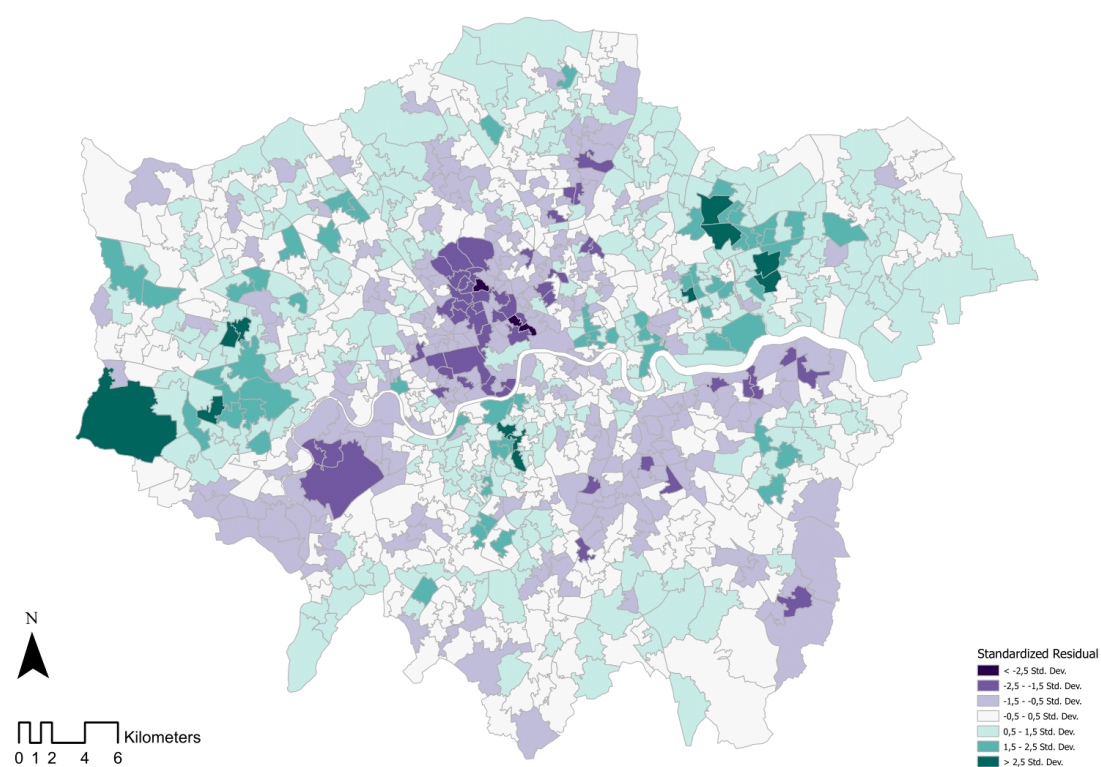 N
Kilometers
0 1 2 4 6
Standardized Residual
< -2,5 Std. Dev.
-2,5 - -1,5 Std. Dev.
-1,5 - -0,5 Std. Dev.
-0,5 - 0,5 Std. Dev.
0,5 - 1,5 Std. Dev.
1,5 - 2,5 Std. Dev.
> 2,5 Std. Dev.